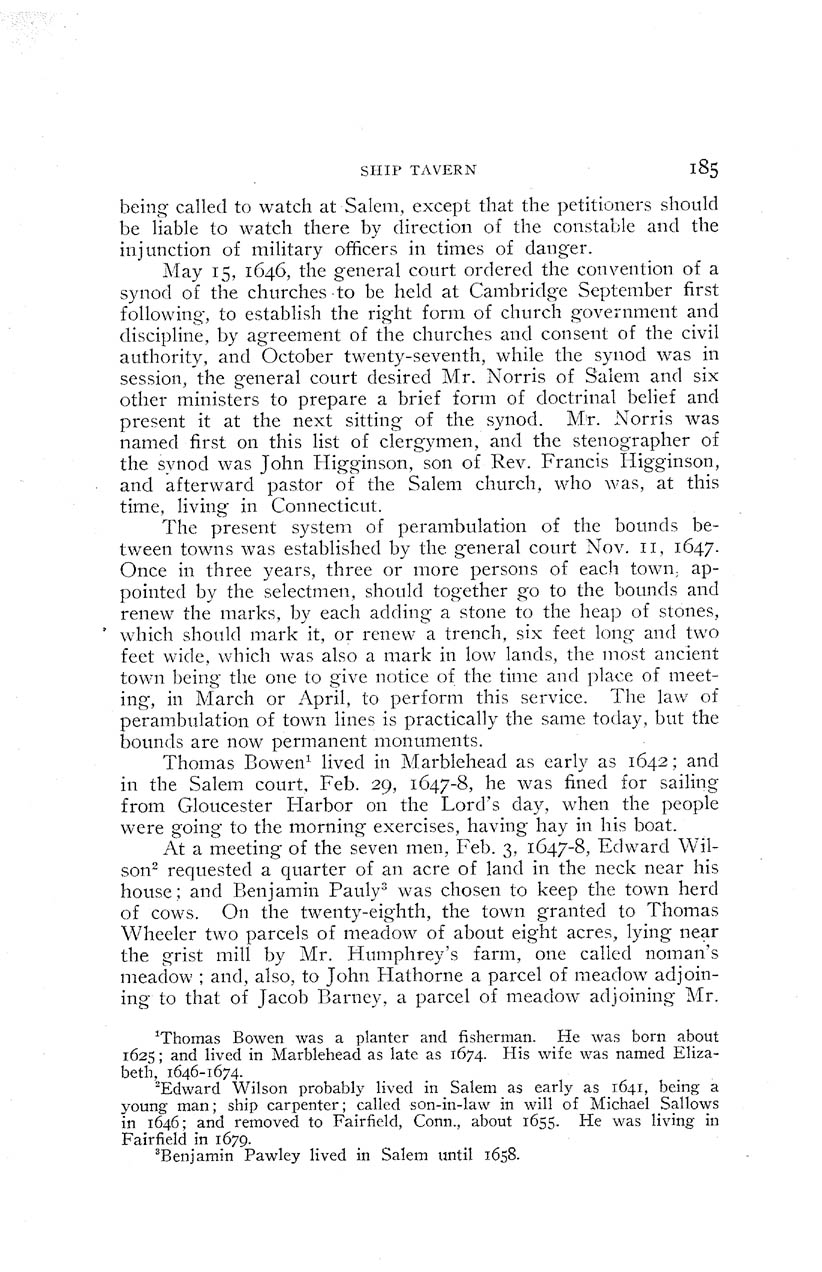 SHIP TAVERN 185
being called to watch at Salem, except that the petitioners should
be liable to watch there by direction of the constable and the
injunction of military officers in times of danger.
May 15, 1646, the general court ordered the convention of a
synod of the churches to be held at Cambridge September first
following, to establish the right form of church government and
discipline, by agreement of the churches and consent of the civil
authority, and October twenty-seventh, while the synod was in
session, the general court desired Mr. Norris of Salem and six
other ministers to prepare a brief form of doctrinal belief and
present it at the next sitting of the synod. Mr. Norris was
named first on this list of clergymen, and the stenographer of
the synod was John Higginson, son of Rev. Francis Higginson,
and afterward pastor of the Salem church, who was, at this
time, living in Connecticut.
The present system of perambulation of the bounds be-
tween towns was established by the general court Nov. 11, 1647.
Once in three years, three or more persons of each town, ap-
pointed by the selectmen, should together go to the bounds and
renew the marks, by each adding a stone to the heap of stones,
which should mark it, or renew a trench, six feet long and two
feet wide, which was also a mark in low lands, the most ancient
town being the one to give notice of the time and place of meet-
ing, in March or April, to perform this service. The law of
perambulation of town lines is practically the same today, but the
bounds are now permanent monuments.
Thomas Bowen¹ lived in Marblehead as early as 1642; and
in the Salem court, Feb. 29, 1647-8, he was fined for sailing
from Gloucester Harbor on the Lord's day, when the people
were going to the morning exercises, having hay in his boat.
At a meeting of the seven men, Feb. 3, 1647-8, Edward Wil-
son² requested a quarter of an acre of land in the neck near his
house; and Benjamin Pauly³ was chosen to keep the town herd
of cows. On the twenty-eighth, the town granted to Thomas
Wheeler two parcels of meadow of about eight acres, lying near
the grist mill by Mr. Humphrey's farm, one called noman's
meadow ; and, also, to John Hathorne a parcel of meadow adjoin-
ing to that of Jacob Barney, a parcel of meadow adjoining Mr.
¹Thomas Bowen was a planter and fisherman. He was born about
1625; and lived in Marblehead as late as 1674. His wife was named Eliza-
beth, 1646-1674.
²Edward Wilson probably lived in Salem as early as 1641, being a
young man; ship carpenter; called son-in-law in will of Michael Sallows
in 1646; and removed to Fairfield, Conn., about 1655. He was living in
Fairfield in 1679.
³Benjamin Pawley lived in Salem until 1658.